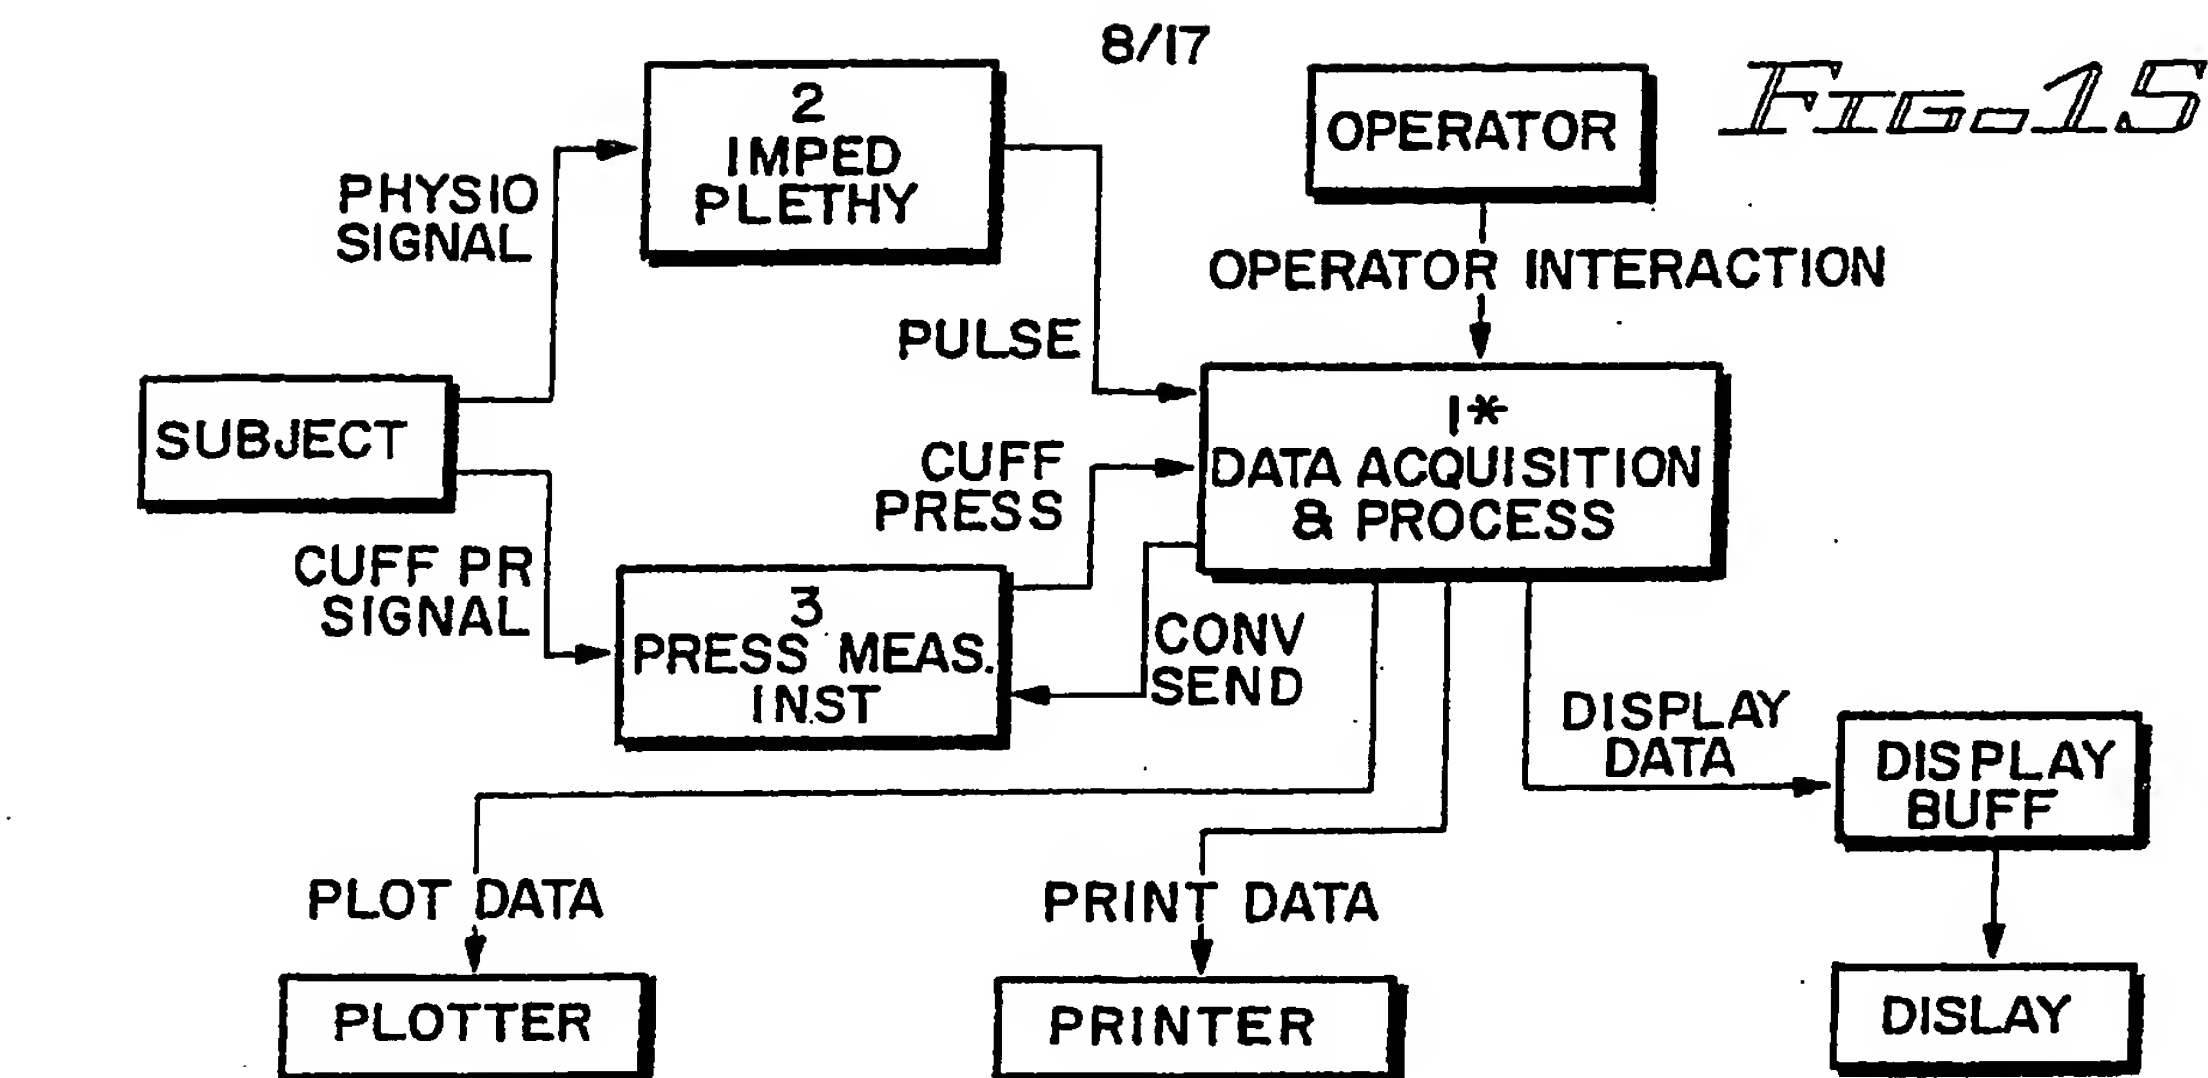 8/17
FIG. 15
2
IMPED
PLETHY
OPERATOR
PHYSIO
SIGNAL
OPERATOR INTERACTION
PULSE
SUBJECT
1*
DATA ACQUISITION
& PROCESS
CUFF
PRESS
CUFF PR
SIGNAL
3
PRESS MEAS.
INST
CONV
SEND
DISPLAY
DATA
DISPLAY
BUFF
PLOT DATA
PRINT DATA
PLOTTER
PRINTER
DISLAY